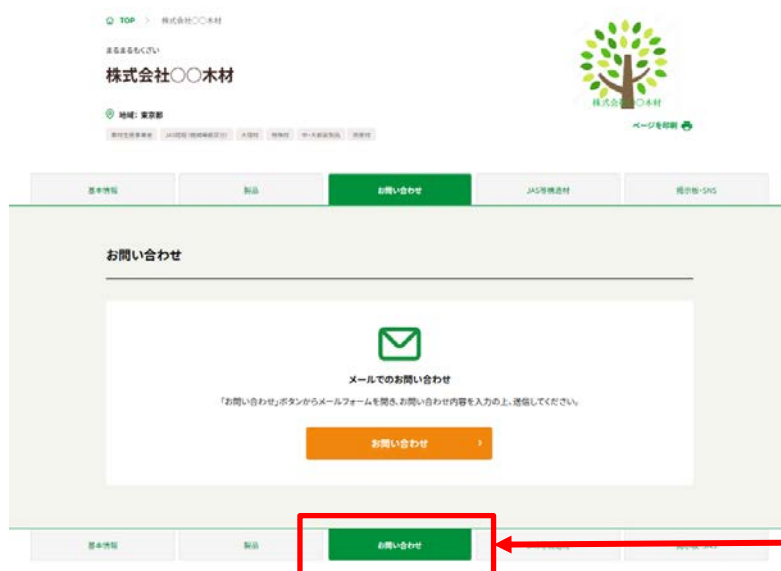 TOP > 株式会社〇〇木材
まるまるもくざい
株式会社〇〇木材
地域: 東京都
株式会社〇〇木材
ページを印刷
基本情報 製品 お問い合わせ JAS等構造材 掲示板・SNS
お問い合わせ
メールでのお問い合わせ
「お問い合わせ」ボタンからメールフォームを開き、お問い合わせ内容を入力の上、送信してください。
お問い合わせ
基本情報 製品 お問い合わせ